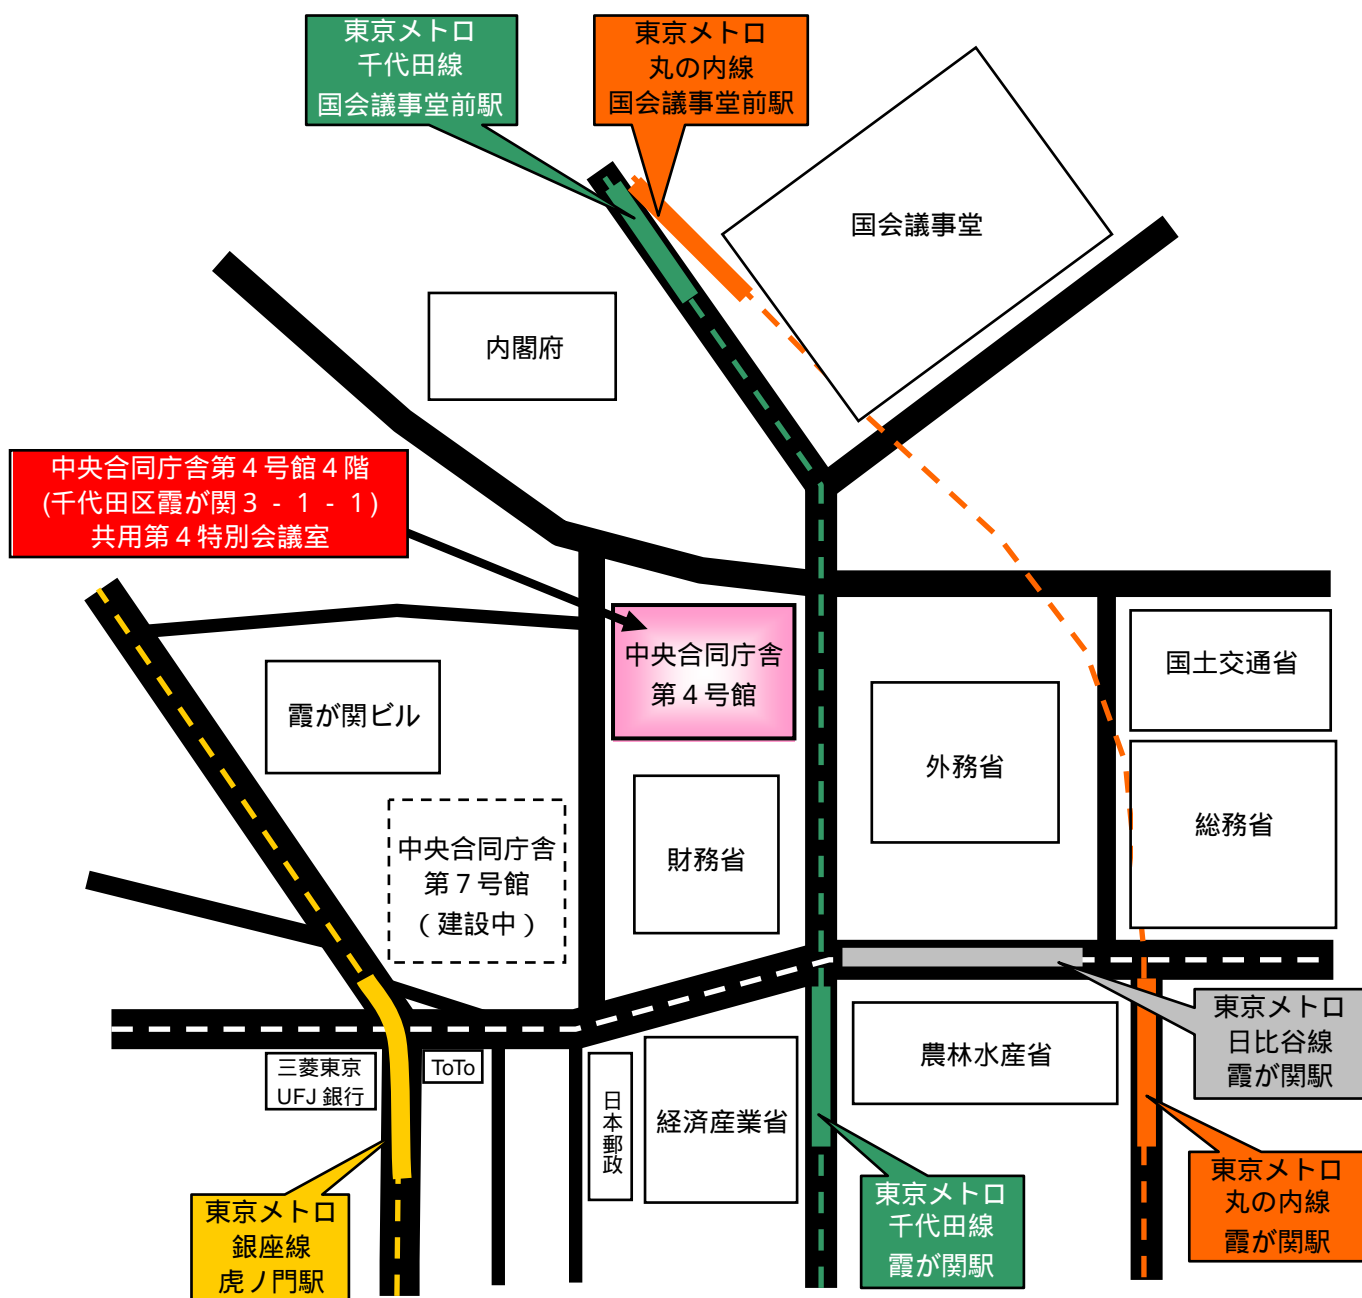 東京メトロ
千代田線
国会議事堂前駅
東京メトロ
丸の内線
国会議事堂前駅
国会議事堂
内閣府
中央合同庁舎第4号館4階
(千代田区霞が関3-1-1)
共用第4特別会議室
中央合同庁舎
第4号館
国土交通省
霞が関ビル
外務省
総務省
中央合同庁舎
第7号館
(建設中)
財務省
東京メトロ
日比谷線
霞が関駅
農林水産省
三菱東京
UFJ銀行
ToTo
日本郵政
経済産業省
東京メトロ
銀座線
虎ノ門駅
東京メトロ
千代田線
霞が関駅
東京メトロ
丸の内線
霞が関駅